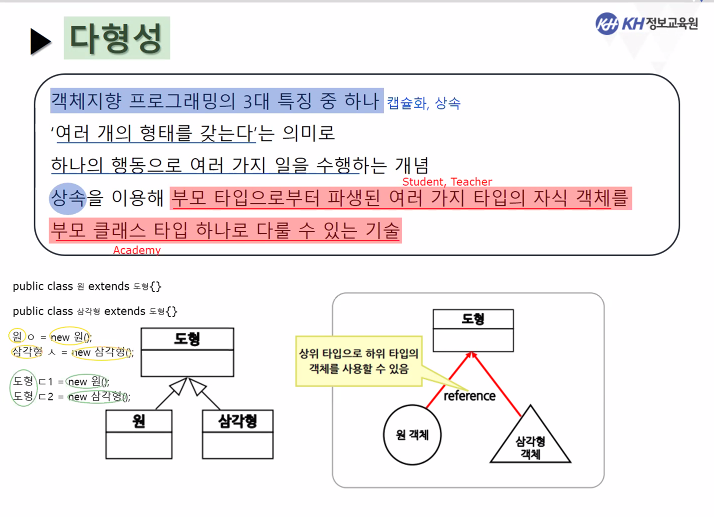 ▶ 다형성
KH KH정보교육원
객체지향 프로그래밍의 3대 특징 중 하나 캡슐화, 상속
‘여러 개의 형태를 갖는다’는 의미로
하나의 행동으로 여러 가지 일을 수행하는 개념
Student, Teacher
상속을 이용해 부모 타입으로부터 파생된 여러 가지 타입의 자식 객체를
부모 클래스 타입 하나로 다룰 수 있는 기술
Academy
public class 원 extends 도형{}
public class 삼각형 extends 도형{}
원 ㅇ = new 원();
삼각형 ㅅ = new 삼각형();
도형 ㄷ1 = new 원();
도형 ㄷ2 = new 삼각형();
도형
원
삼각형
도형
상위 타입으로 하위 타입의
객체를 사용할 수 있음
reference
원 객체
삼각형
객체